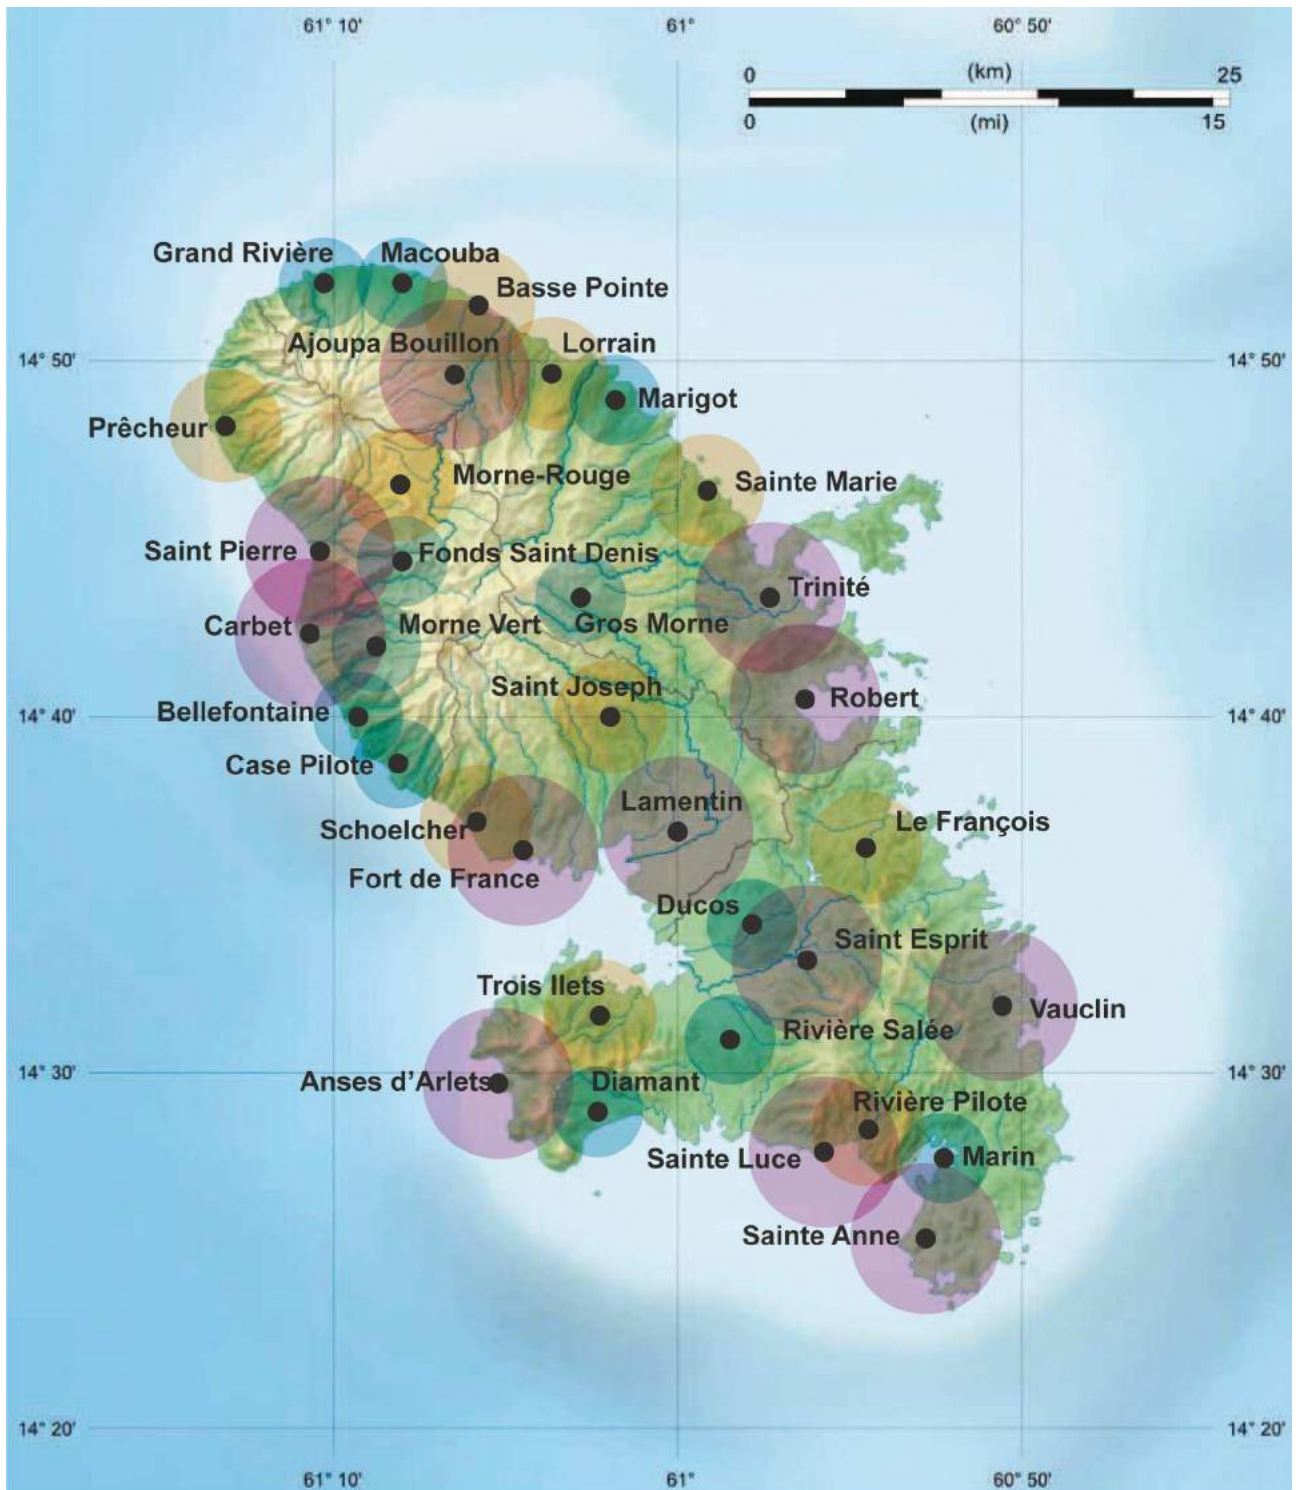 61° 10'
61°
60° 50'
0
(km)
25
0
(mi)
15
Grand Rivière
Macouba
Basse Pointe
Ajoupa Bouillon
Lorrain
14° 50'
14° 50'
Marigot
Prêcheur
Morne-Rouge
Sainte Marie
Saint Pierre
Fonds Saint Denis
Trinité
Carbet
Morne Vert
Gros Morne
Saint Joseph
Robert
Bellefontaine
14° 40'
14° 40'
Case Pilote
Lamentin
Le François
Schoelcher
Fort de France
Ducos
Saint Esprit
Trois Ilets
Vauclin
Rivière Salée
14° 30'
Anses d'Arlets
Diamant
14° 30'
Rivière Pilote
Sainte Luce
Marin
Sainte Anne
14° 20'
14° 20'
61° 10'
61°
60° 50'